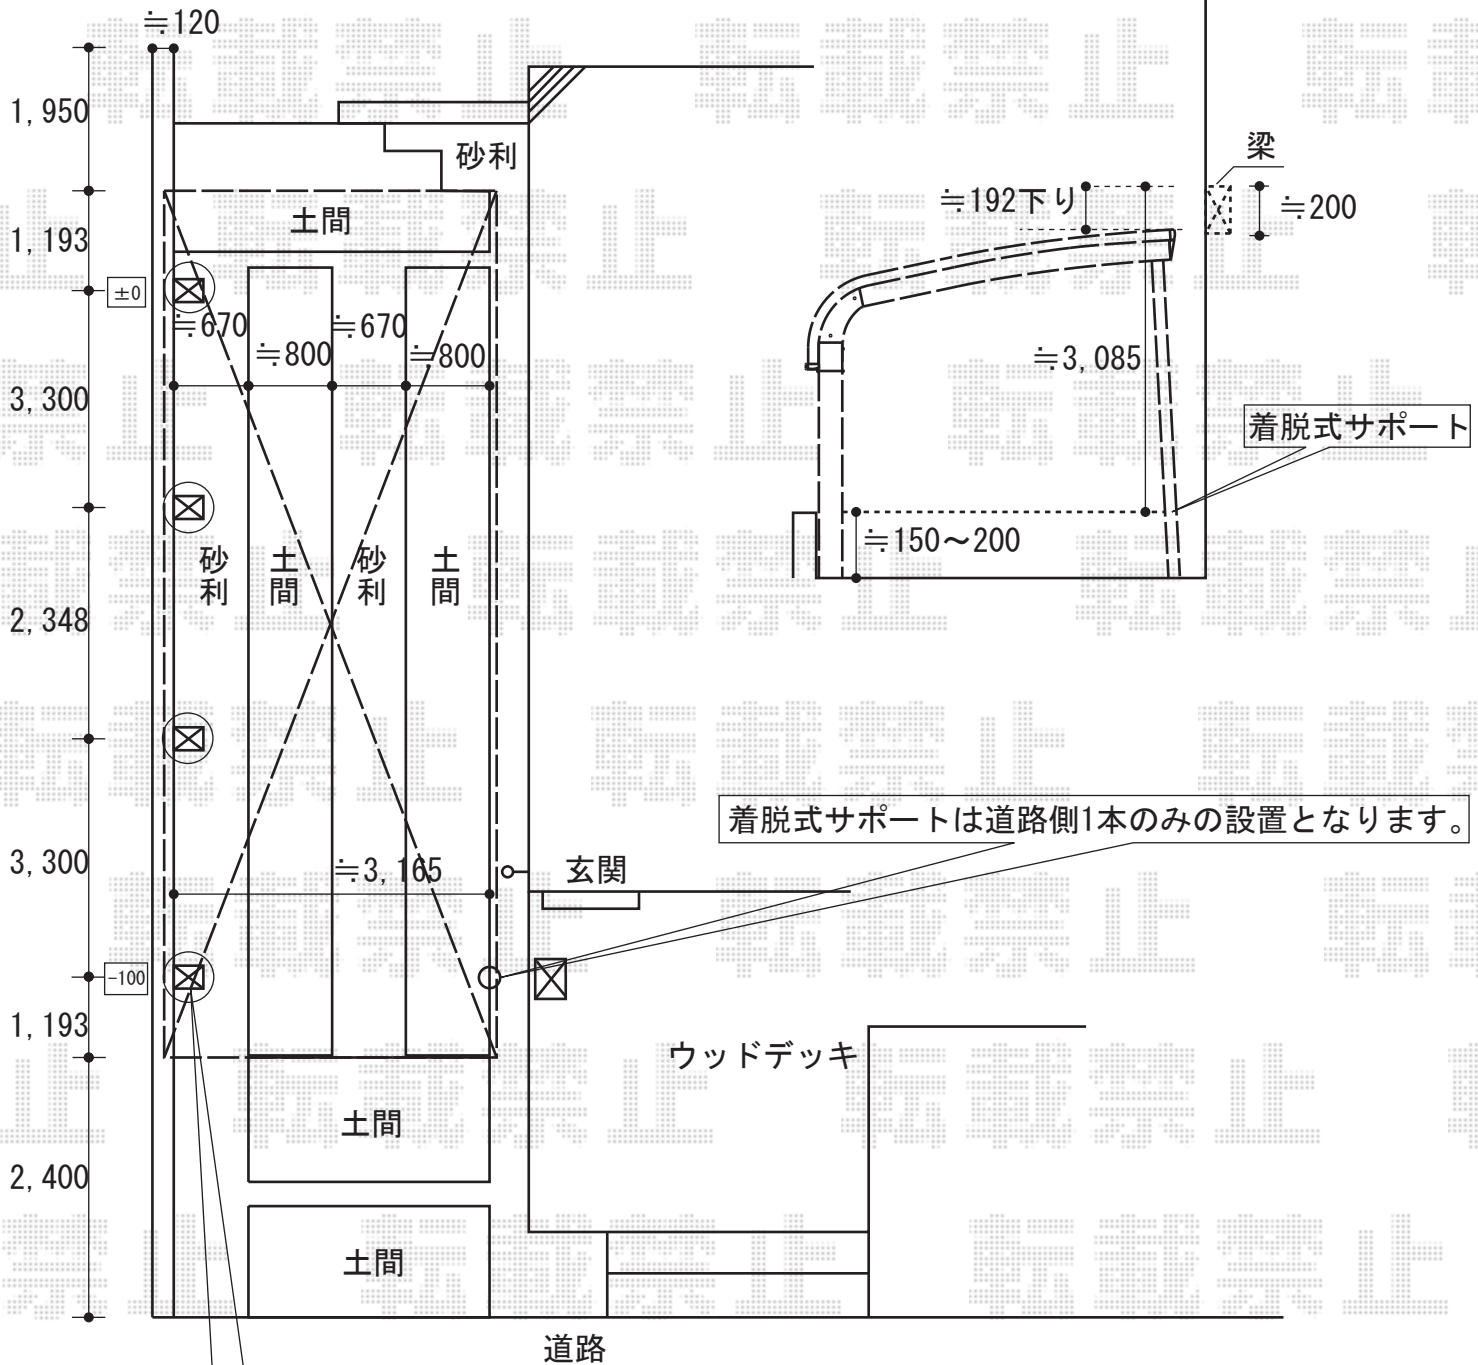 ≒120
1,950
砂利
梁
≒192下り
≒200
土間
1,193
±0
≒670
≒670
≒800
≒800
≒3,085
3,300
着脱式サポート
≒150～200
砂利
土間
砂利
土間
2,348
着脱式サポートは道路側1本のみの設置となります。
3,300
≒3,165
玄関
-100
1,193
ウッドデッキ
土間
2,400
土間
道路
転載禁止